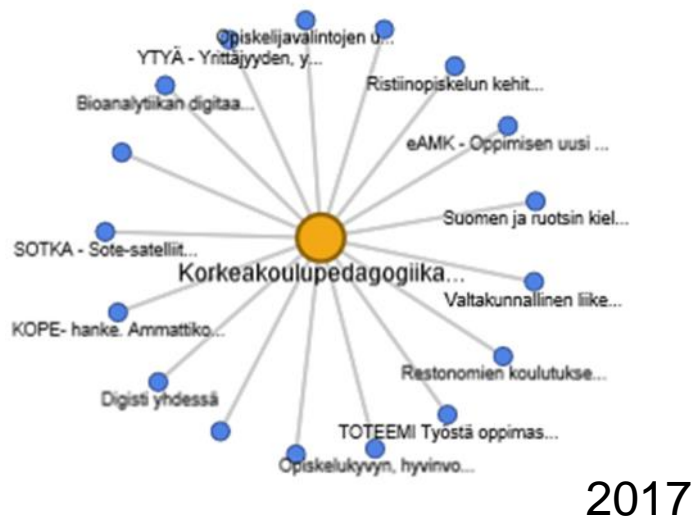 Opiskelijavalintojen u...
YTYÄ - Yrittäjyyden, y...
Ristiinopiskelun kehit...
Bioanalytiikan digitaa...
eAMK - Oppimisen uusi ...
Suomen ja ruotsin kiel...
SOTKA - Sote-satelliit...
Korkeakoulupedagogiika...
Valtakunnallinen liike...
KOPE- hanke. Ammattiko...
Restonomien koulutukse...
Digisti yhdessä
TOTEEMI Työstä oppimas...
Opiskelukyvyn, hyvinvo...
2017